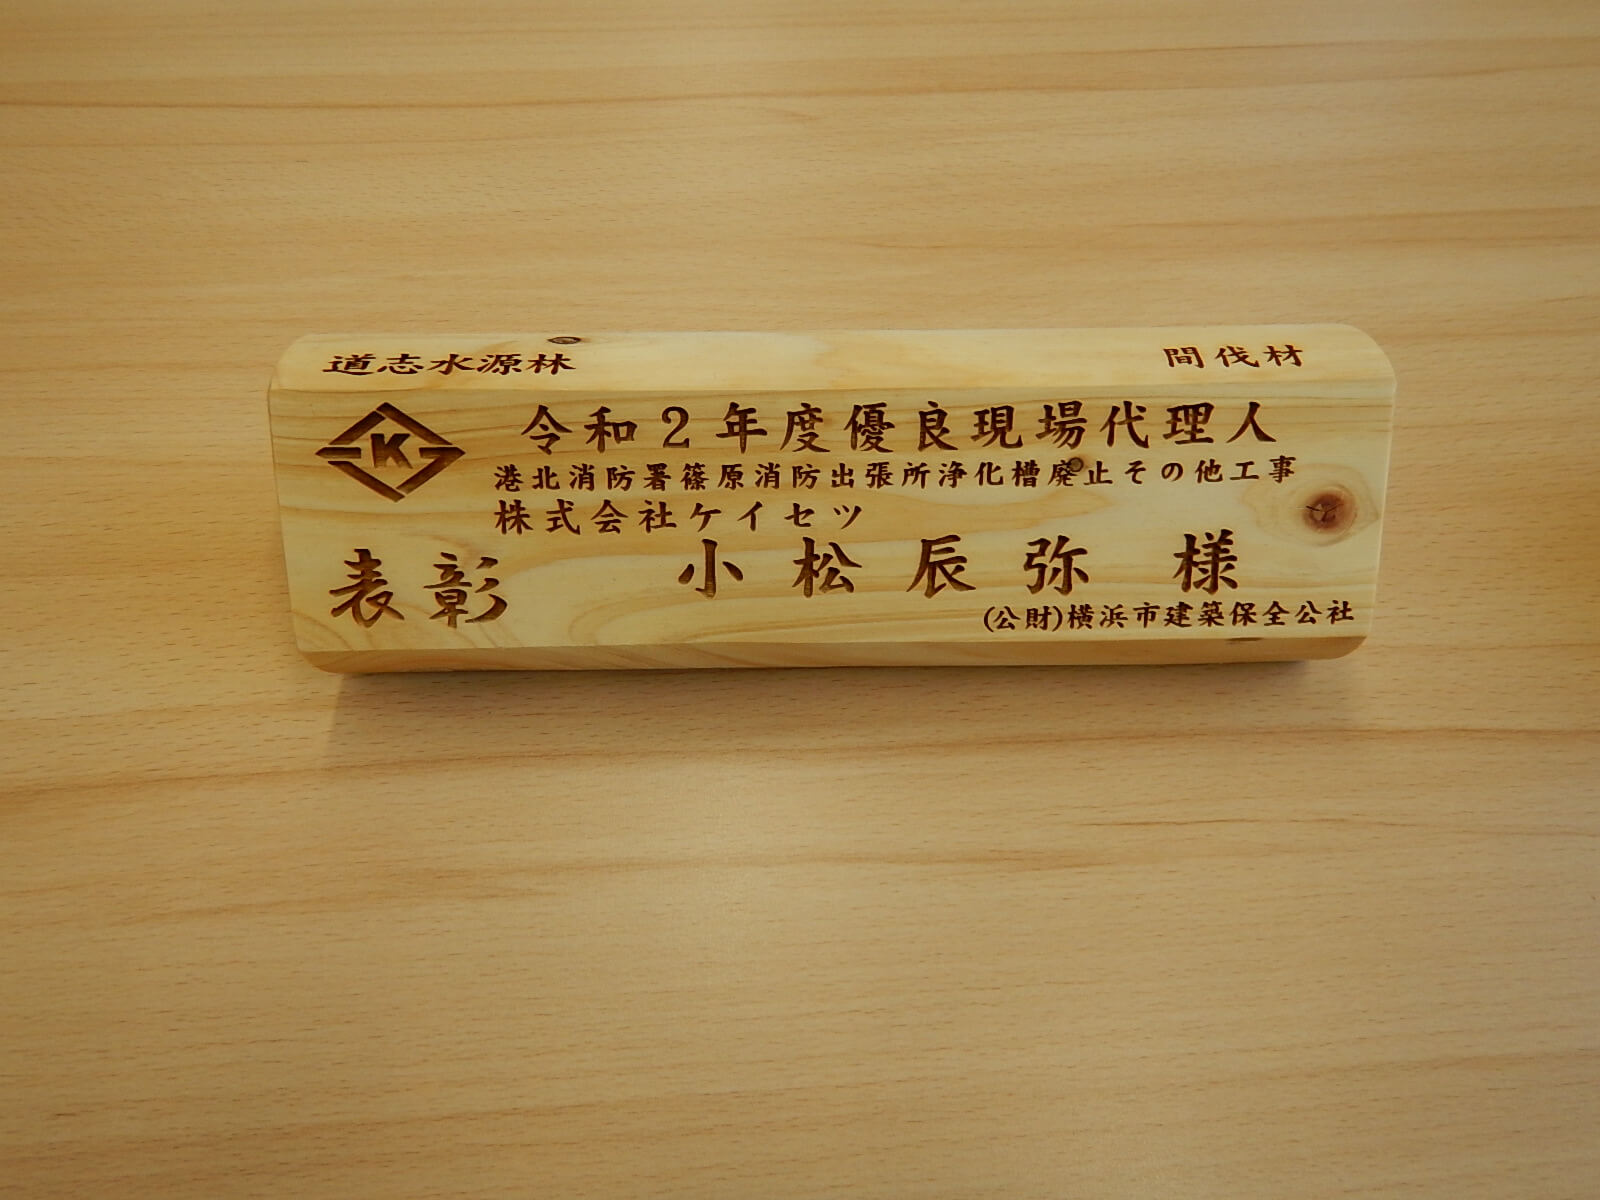 道志水源林 間伐材
K
令和2年度優良現場代理人
港北消防署篠原消防出張所浄化槽廃止その他工事
株式会社ケイセツ
表彰 小松辰弥 様
(公財)横浜市建築保全公社